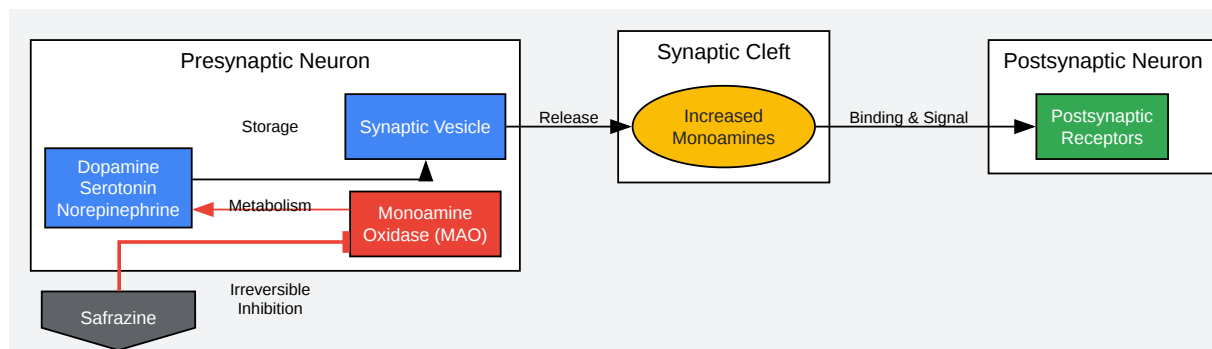 Presynaptic Neuron
Storage
Synaptic Vesicle
Dopamine
Serotonin
Norepinephrine
Metabolism
Monoamine
Oxidase (MAO)
Irreversible
Inhibition
Safrazine
Release
Synaptic Cleft
Increased
Monoamines
Binding & Signal
Postsynaptic Neuron
Postsynaptic
Receptors